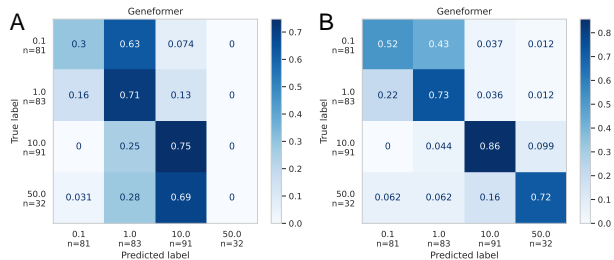 A
Geneformer
True label
0.1
n=81
0.3 0.63 0.074 0
1.0
n=83
0.16 0.71 0.13 0
10.0
n=91
0 0.25 0.75 0
50.0
n=32
0.031 0.28 0.69 0
0.1 1.0 10.0 50.0
n=81 n=83 n=91 n=32
Predicted label
0.7
0.6
0.5
0.4
0.3
0.2
0.1
0.0
B
Geneformer
True label
0.1
n=81
0.52 0.43 0.037 0.012
1.0
n=83
0.22 0.73 0.036 0.012
10.0
n=91
0 0.044 0.86 0.099
50.0
n=32
0.062 0.062 0.16 0.72
0.1 1.0 10.0 50.0
n=81 n=83 n=91 n=32
Predicted label
0.8
0.7
0.6
0.5
0.4
0.3
0.2
0.1
0.0